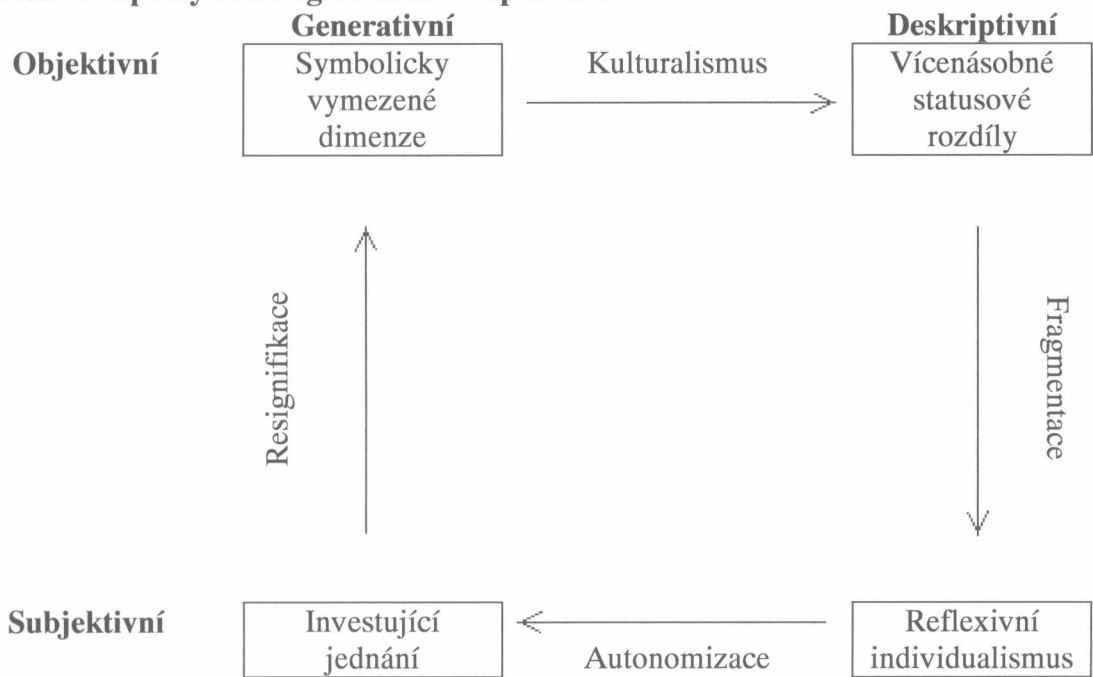 Generativní
Deskriptivní
Objektivní
Symbolicky
vymezené
dimenze
Kulturalismus
Vícenásobné
statusové
rozdíly
Resignifikace
Fragmentace
Subjektivní
Investující
jednání
Autonomizace
Reflexivní
individualismus